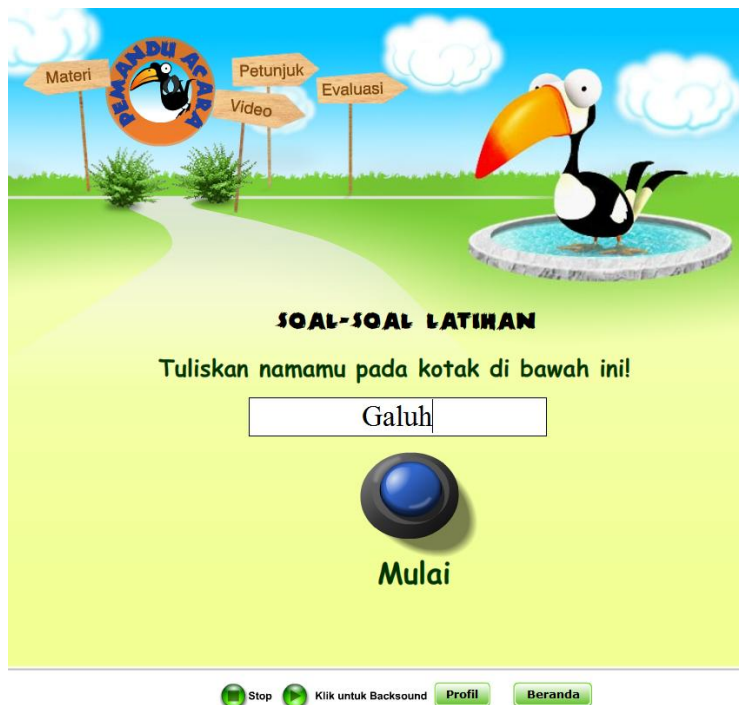 Materi
PEMANDU ACARA
Petunjuk
Video
Evaluasi
SOAL-SOAL LATIHAN
Tuliskan namamu pada kotak di bawah ini!
Galuh
Mulai
Stop
Klik untuk Backsound
Profil
Beranda